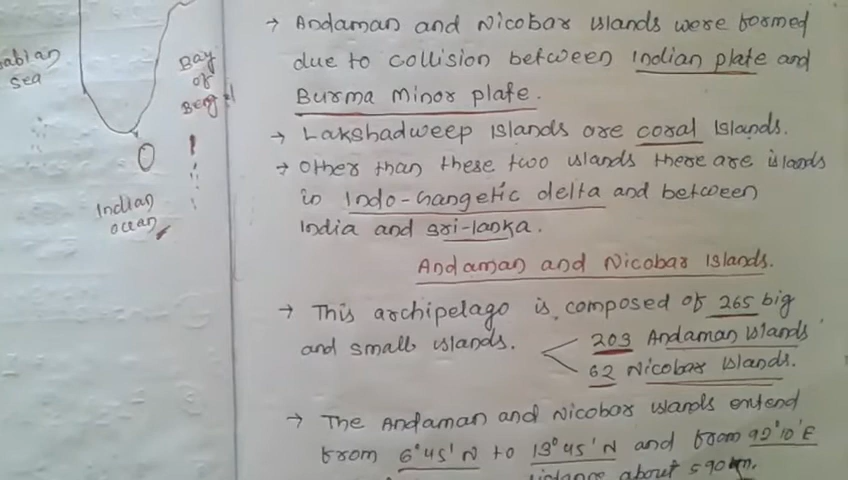 Sea
Bay
of
Indian
ocean
→ Andaman and Nicobar islands were formed
due to collision between Indian plate and
Burma Minor plate.
→ Lakshadweep Islands are coral Islands.
→ Other than these two islands there are islands
in Indo-Gangetic delta and between
India and Sri-lanka.
Andaman and Nicobar Islands.
→ This archipelago is composed of 265 big
and small islands.
203 Andaman islands
62 Nicobar islands.
→ The Andaman and Nicobar islands extend
from 6°45'N to 13°45'N and from 92°10'E
distance about 590 km.